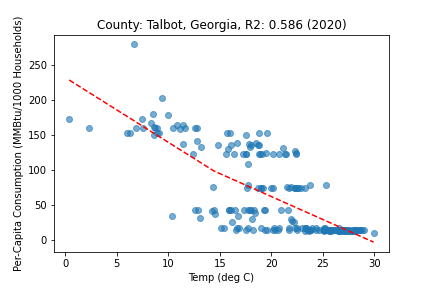 County: Talbot, Georgia, R2: 0.586 (2020)
Per-Capita Consumption (MMBtu/1000 Households)
250
200
150
100
50
0
0 5 10 15 20 25 30
Temp (deg C)